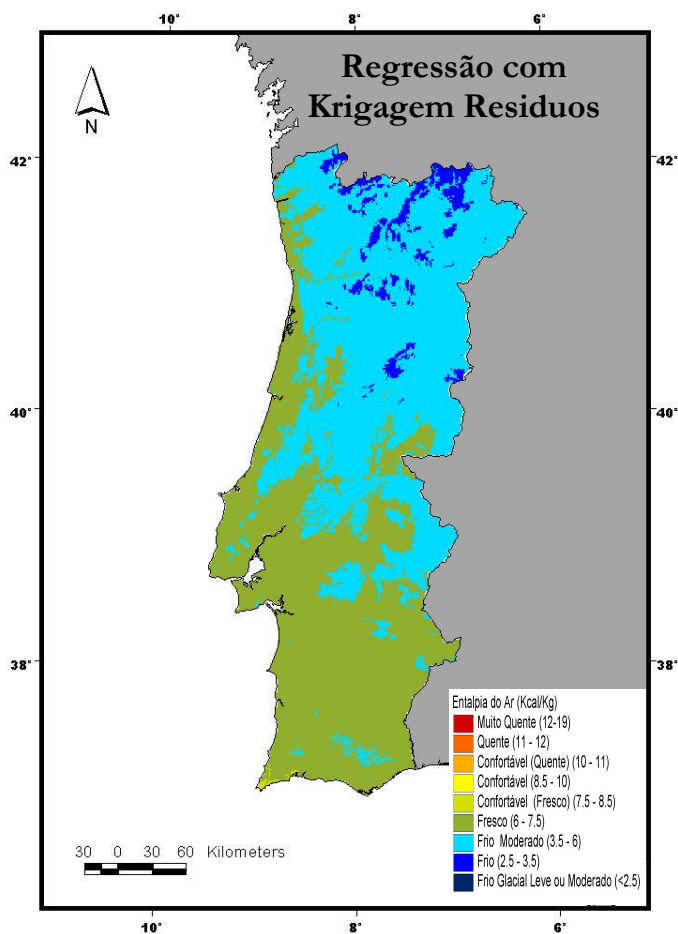 10° 8° 6°
Regressão com
Krigagem Residuos
N
42° 42°
40° 40°
38° 38°
Entalpia do Ar (Kcal/Kg)
Muito Quente (12-19)
Quente (11 - 12)
Confortável (Quente) (10 - 11)
Confortável (8.5 - 10)
Confortável (Fresco) (7.5 - 8.5)
Fresco (6 - 7.5)
Frio Moderado (3.5 - 6)
Frio (2.5 - 3.5)
Frio Glacial Leve ou Moderado (<2.5)
30 0 30 60 Kilometers
10° 8° 6°